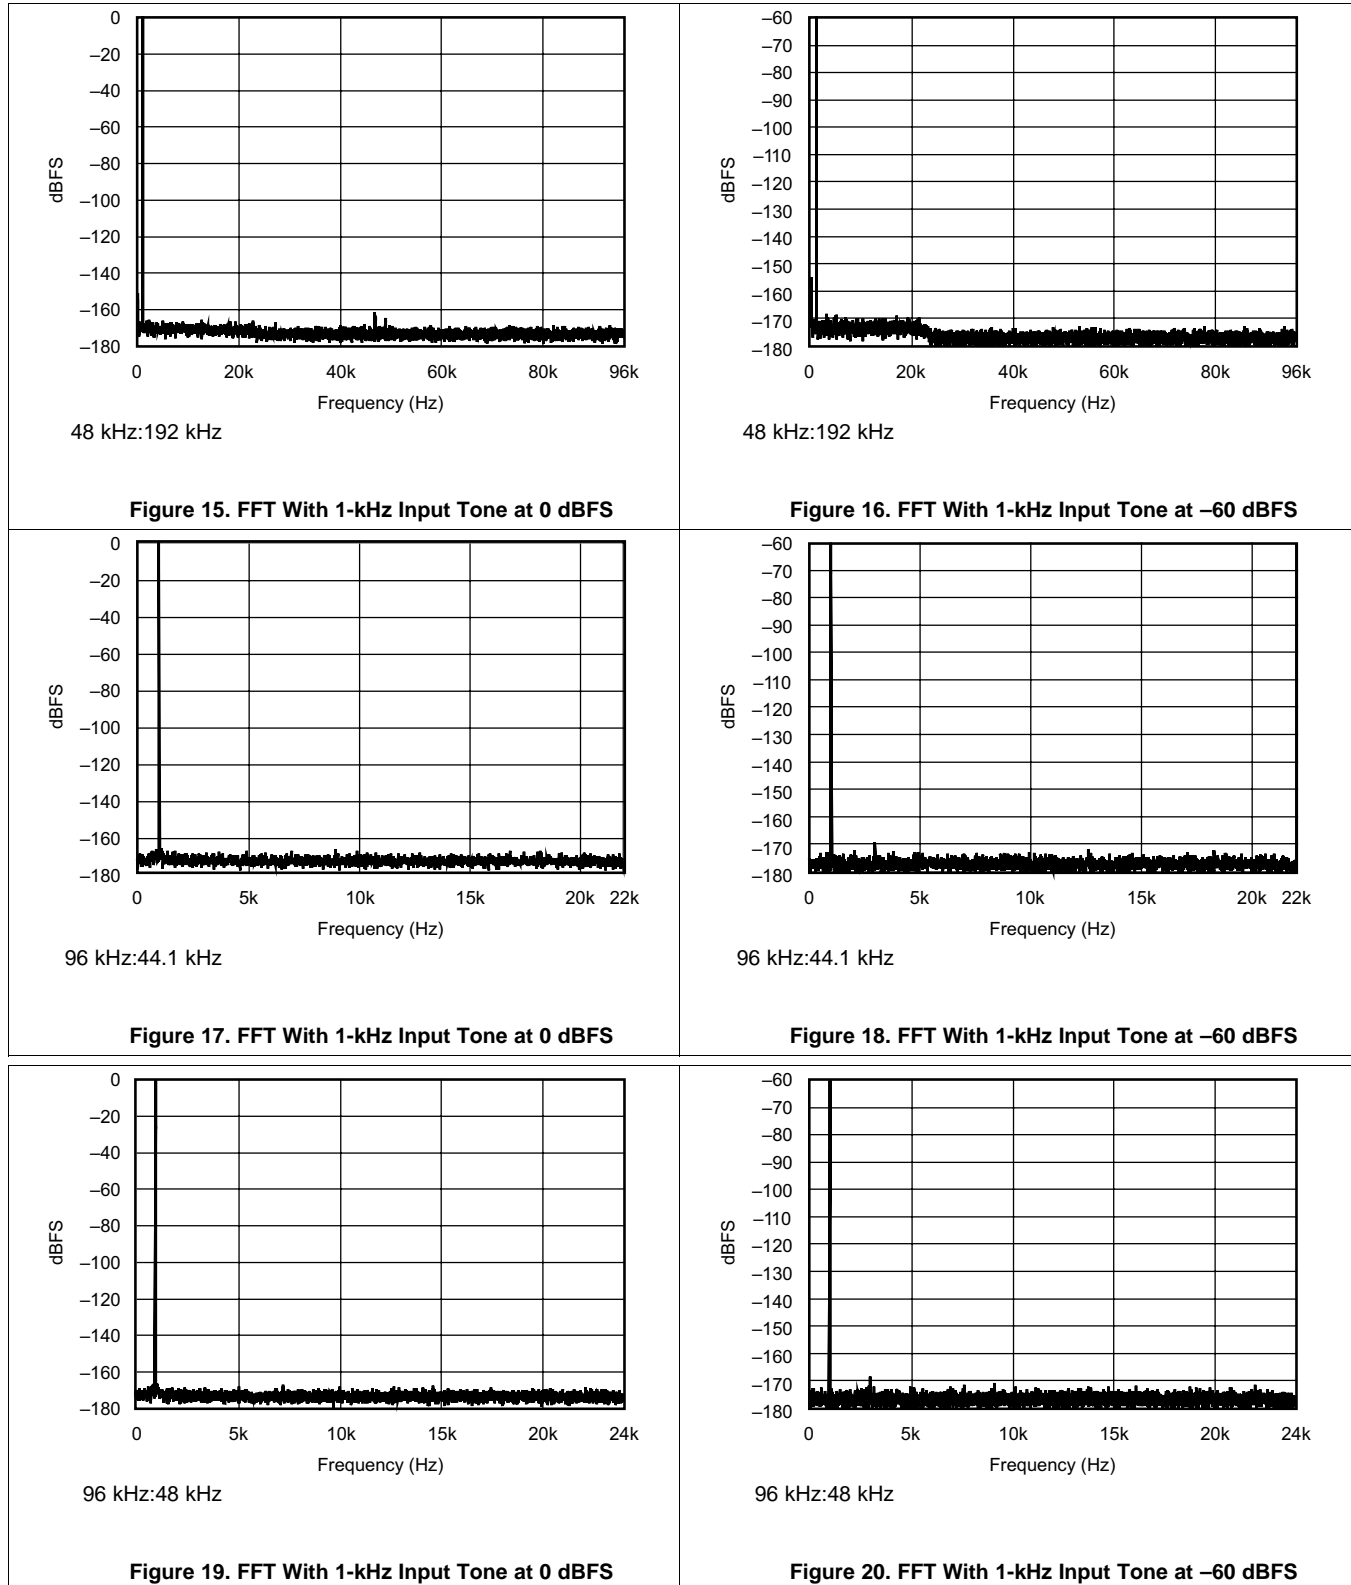 0
–20
–40
–60
–80
–100
–120
–140
–160
–180
dBFS
0 20k 40k 60k 80k 96k
Frequency (Hz)
48 kHz:192 kHz
Figure 15. FFT With 1-kHz Input Tone at 0 dBFS
–60
–70
–80
–90
–100
–110
–120
–130
–140
–150
–160
–170
–180
dBFS
0 20k 40k 60k 80k 96k
Frequency (Hz)
48 kHz:192 kHz
Figure 16. FFT With 1-kHz Input Tone at –60 dBFS
0
–20
–40
–60
–80
–100
–120
–140
–160
–180
dBFS
0 5k 10k 15k 20k 22k
Frequency (Hz)
96 kHz:44.1 kHz
Figure 17. FFT With 1-kHz Input Tone at 0 dBFS
–60
–70
–80
–90
–100
–110
–120
–130
–140
–150
–160
–170
–180
dBFS
0 5k 10k 15k 20k 22k
Frequency (Hz)
96 kHz:44.1 kHz
Figure 18. FFT With 1-kHz Input Tone at –60 dBFS
0
–20
–40
–60
–80
–100
–120
–140
–160
–180
dBFS
0 5k 10k 15k 20k 24k
Frequency (Hz)
96 kHz:48 kHz
Figure 19. FFT With 1-kHz Input Tone at 0 dBFS
–60
–70
–80
–90
–100
–110
–120
–130
–140
–150
–160
–170
–180
dBFS
0 5k 10k 15k 20k 24k
Frequency (Hz)
96 kHz:48 kHz
Figure 20. FFT With 1-kHz Input Tone at –60 dBFS